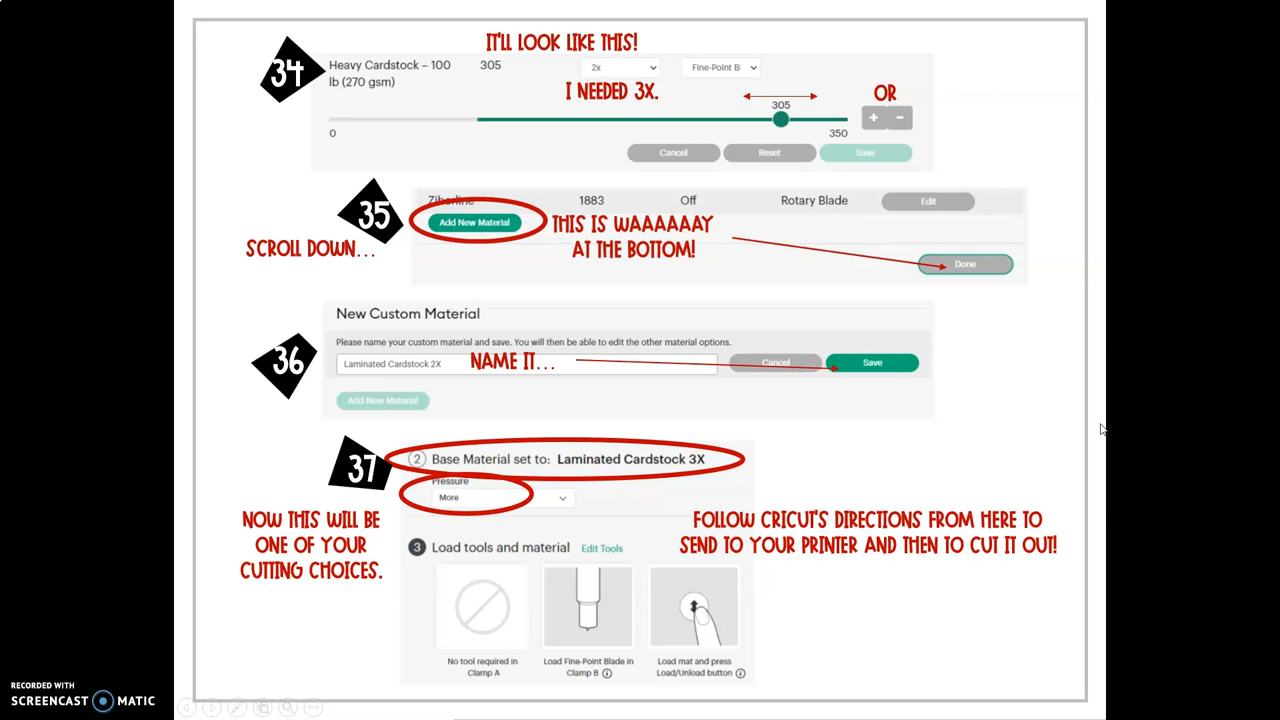 IT'LL LOOK LIKE THIS!
34
Heavy Cardstock – 100
lb (270 gsm)
305
2x
Fine-Point Bl
I NEEDED 3X.
OR
305
+ −
0
350
Cancel
Reset
Save
35
Zibeline
1883
Off
Rotary Blade
Edit
Add New Material
THIS IS WAAAAAAY
AT THE BOTTOM!
SCROLL DOWN...
Done
New Custom Material
36
Please name your custom material and save. You will then be able to edit the other material options.
Laminated Cardstock 2X
NAME IT...
Cancel
Save
Add New Material
37
2 Base Material set to: Laminated Cardstock 3X
Pressure
More
NOW THIS WILL BE
ONE OF YOUR
CUTTING CHOICES.
FOLLOW CRICUT'S DIRECTIONS FROM HERE TO
SEND TO YOUR PRINTER AND THEN TO CUT IT OUT!
3 Load tools and material Edit Tools
No tool required in
Clamp A
Load Fine-Point Blade in
Clamp B
Load mat and press
Load/Unload button
RECORDED WITH
SCREENCAST MATIC